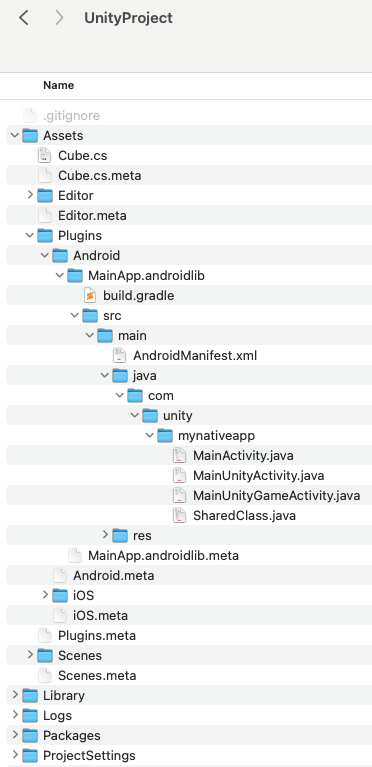 UnityProject
Name
.gitignore
Assets
Cube.cs
Cube.cs.meta
Editor
Editor.meta
Plugins
Android
MainApp.androidlib
build.gradle
src
main
AndroidManifest.xml
java
com
unity
mynativeapp
MainActivity.java
MainUnityActivity.java
MainUnityGameActivity.java
SharedClass.java
res
MainApp.androidlib.meta
Android.meta
iOS
iOS.meta
Plugins.meta
Scenes
Scenes.meta
Library
Logs
Packages
ProjectSettings